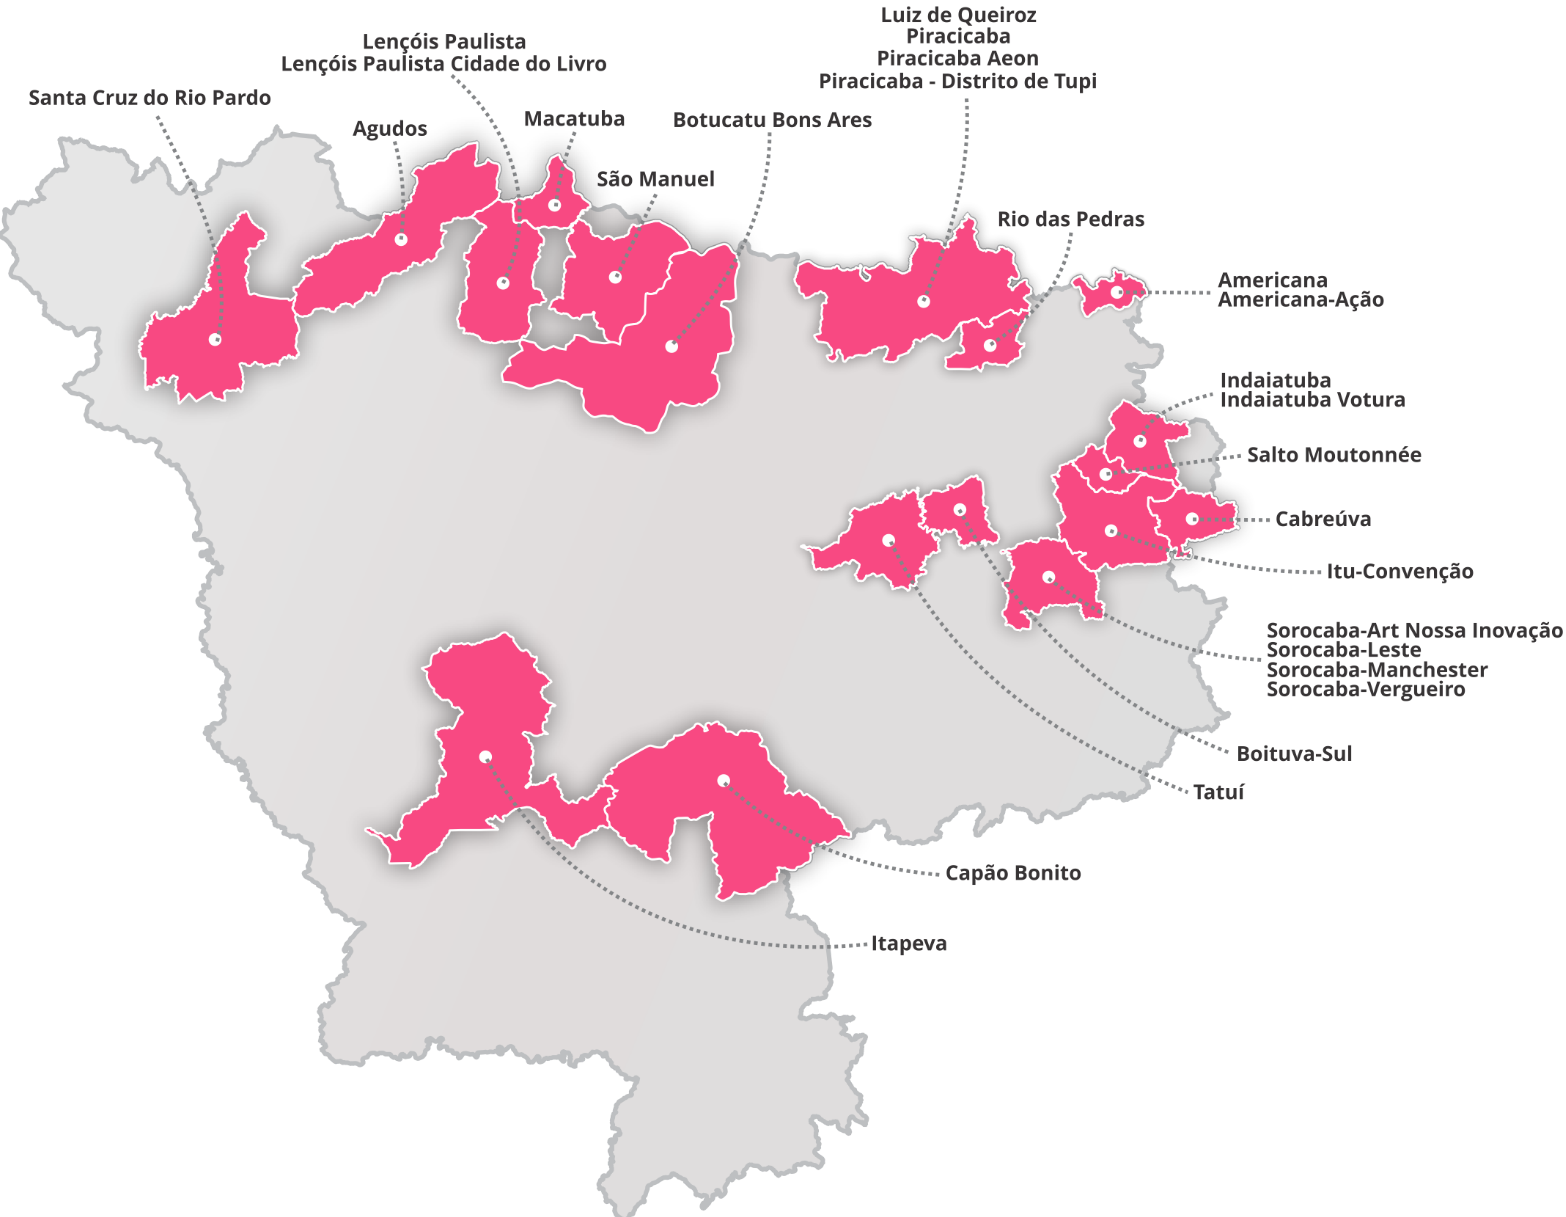 Luiz de Queiroz
Piracicaba
Piracicaba Aeon
Piracicaba - Distrito de Tupi
Lençóis Paulista
Lençóis Paulista Cidade do Livro
Santa Cruz do Rio Pardo
Agudos
Macatuba
Botucatu Bons Ares
São Manuel
Rio das Pedras
Americana
Americana-Ação
Indaiatuba
Indaiatuba Votura
Salto Moutonnée
Cabreúva
Itu-Convenção
Sorocaba-Art Nossa Inovação
Sorocaba-Leste
Sorocaba-Manchester
Sorocaba-Vergueiro
Boituva-Sul
Tatuí
Capão Bonito
Itapeva